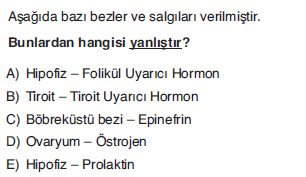 Aşağıda bazı bezler ve salgıları verilmiştir.
Bunlardan hangisi yanlıştır?
A) Hipofiz – Folikül Uyarıcı Hormon
B) Tiroit – Tiroit Uyarıcı Hormon
C) Böbreküstü bezi – Epinefrin
D) Ovaryum – Östrojen
E) Hipofiz – Prolaktin